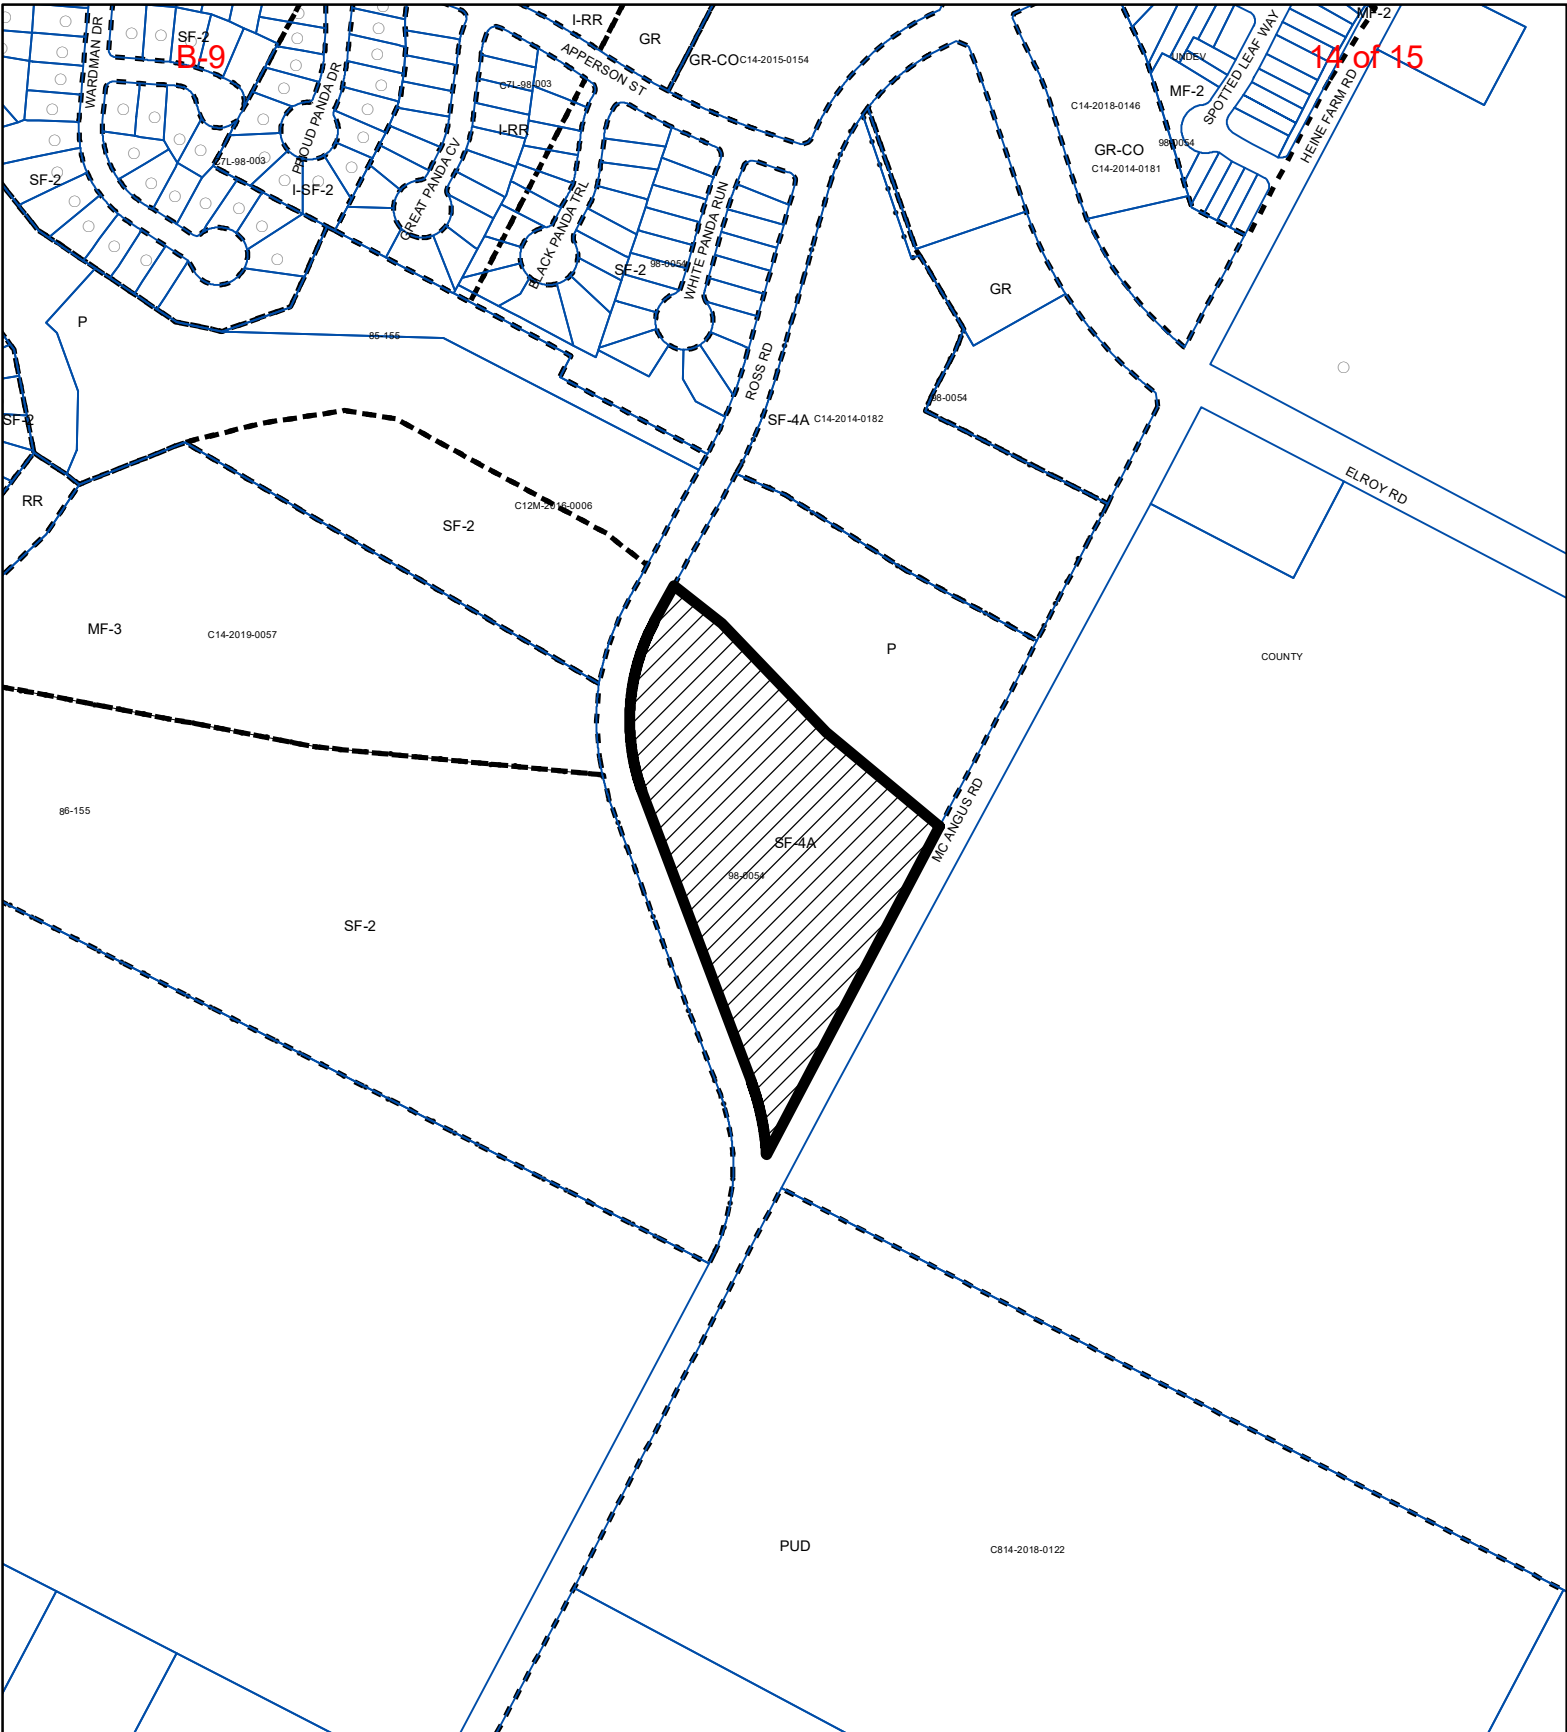 I-RR
MF-2
WARDMAN DR
SF-2
B-9
GR
APPERSON ST
GR-CO
C14-2015-0154
UNDEV
14 of 15
SPOTTED LEAF WAY
PROUD PANDA DR
C7L-98-003
MF-2
C14-2018-0146
HEINE FARM RD
I-RR
GR-CO
98-0054
C7L-98-003
C14-2014-0181
SF-2
I-SF-2
GREAT PANDA CV
BLACK PANDA TRL
WHITE PANDA RUN
SF-2
98-0054
GR
P
85-155
ROSS RD
98-0054
SF-2
SF-4A
C14-2014-0182
ELROY RD
RR
SF-2
C12M-2016-0006
MF-3
C14-2019-0057
P
COUNTY
86-155
MC ANGUS RD
SF-4A
98-0054
SF-2
PUD
C814-2018-0122